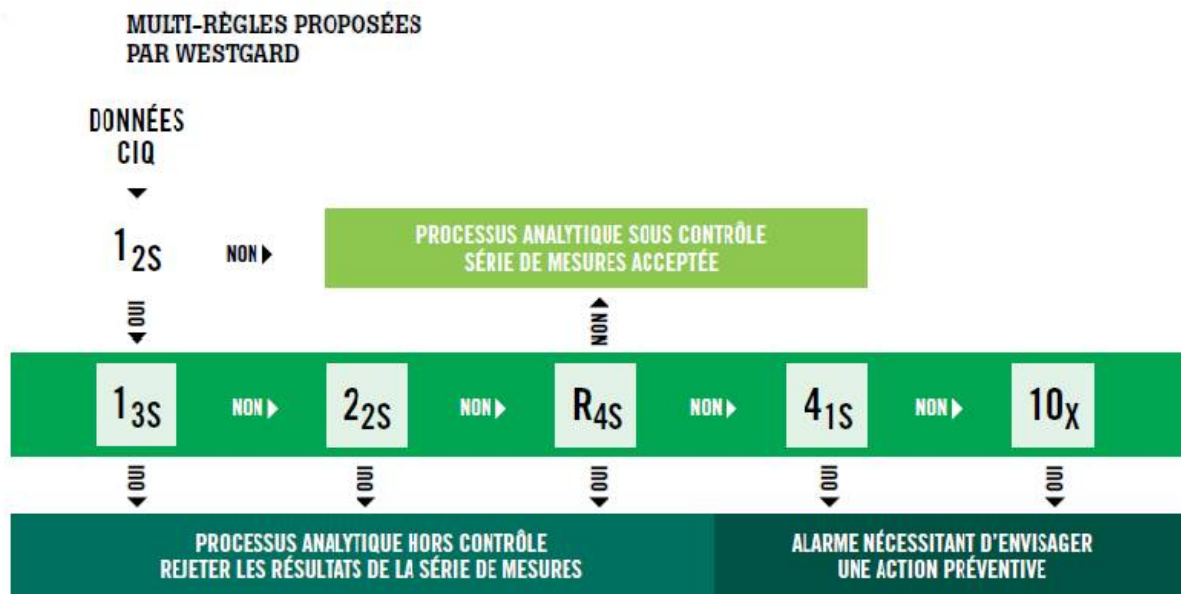 MULTI-RÈGLES PROPOSÉES
PAR WESTGARD
DONNÉES
CIQ
12S
NON
PROCESSUS ANALYTIQUE SOUS CONTRÔLE
SÉRIE DE MESURES ACCEPTÉE
OUI
NON
13S
NON
22S
NON
R4S
NON
41S
NON
10X
OUI
OUI
OUI
OUI
OUI
PROCESSUS ANALYTIQUE HORS CONTRÔLE
REJETER LES RÉSULTATS DE LA SÉRIE DE MESURES
ALARME NÉCESSITANT D'ENVISAGER
UNE ACTION PRÉVENTIVE